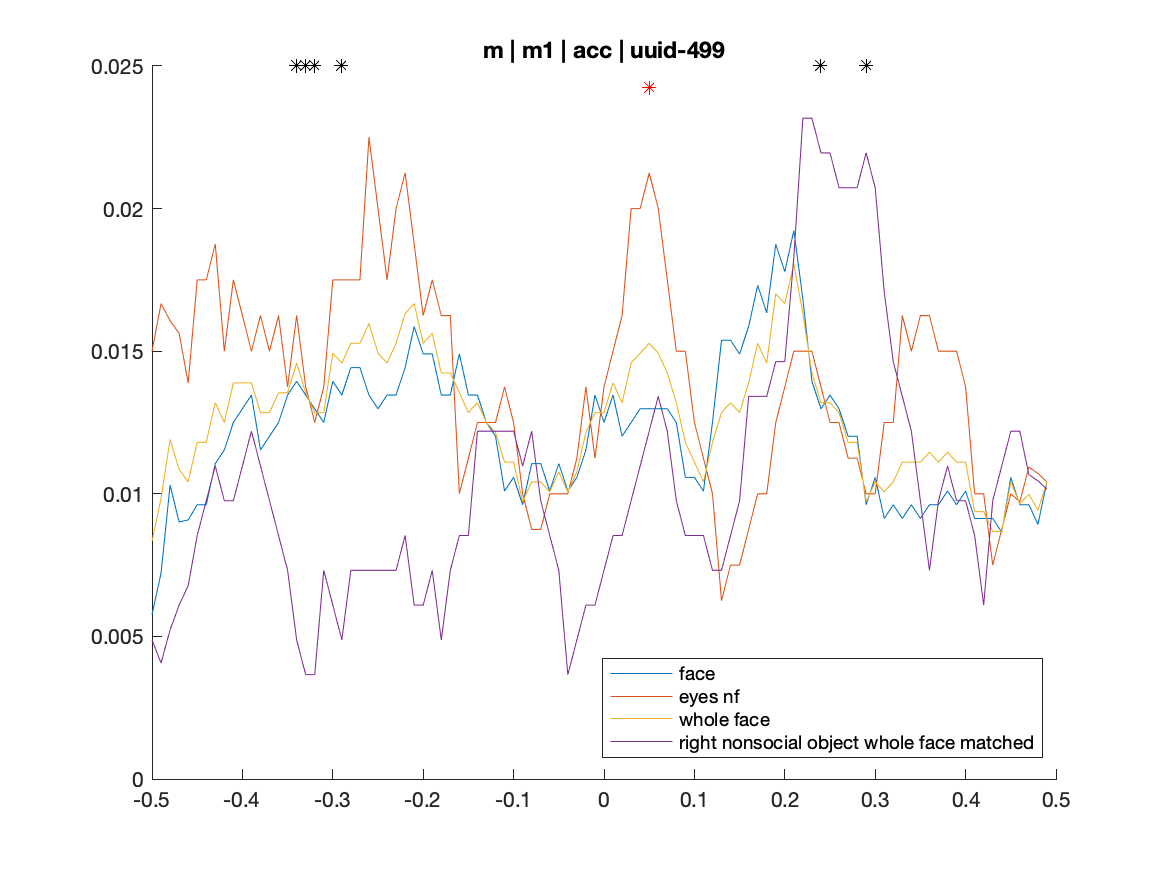 m | m1 | acc | uuid-499
0.025
0.02
0.015
0.01
0.005
0
-0.5 -0.4 -0.3 -0.2 -0.1 0 0.1 0.2 0.3 0.4 0.5
face
eyes nf
whole face
right nonsocial object whole face matched